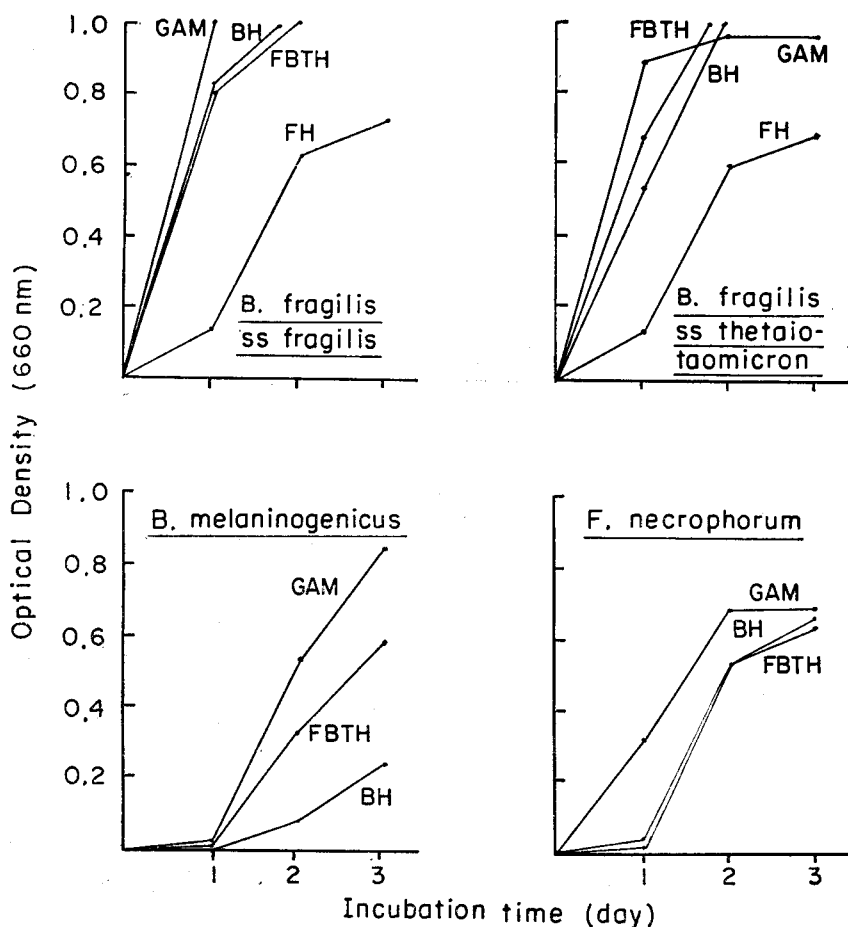 Optical Density (660 nm)
1.0
0.8
0.6
0.4
0.2
GAM
BH
FBTH
FH
B. fragilis
ss fragilis
FBTH
GAM
BH
FH
B. fragilis
ss thetaio-
taomicron
1.0
0.8
0.6
0.4
0.2
B. melaninogenicus
GAM
FBTH
BH
1 2 3
F. necrophorum
GAM
BH
FBTH
1 2 3
Incubation time (day)